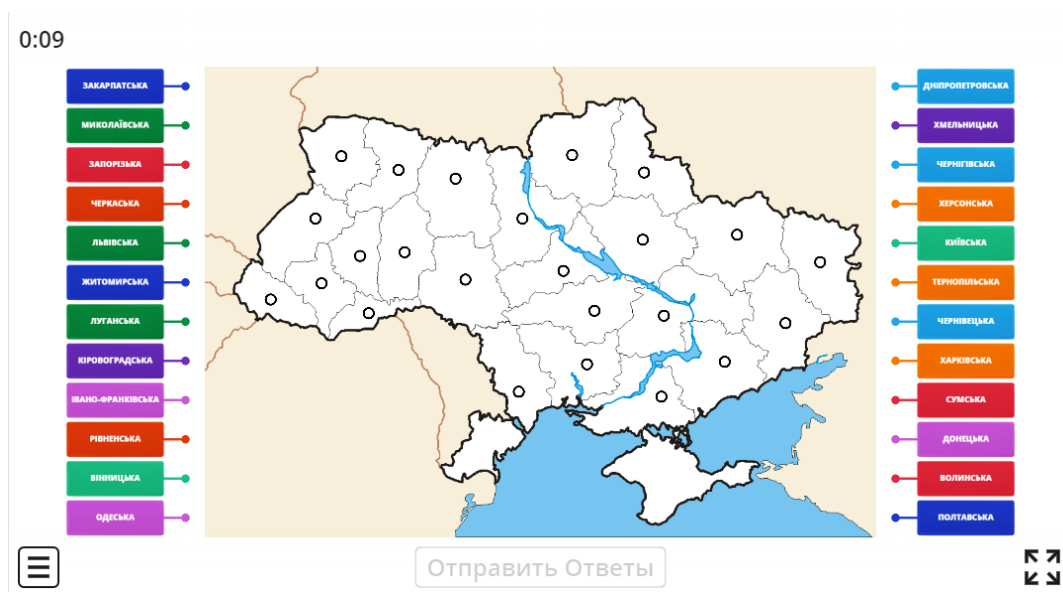 0:09
ЗАКАРПАТСЬКА
МИКОЛАЇВСЬКА
ЗАПОРІЗЬКА
ЧЕРКАСЬКА
ЛЬВІВСЬКА
ЖИТОМИРСЬКА
ЛУГАНСЬКА
КІРОВОГРАДСЬКА
ІВАНО-ФРАНКІВСЬКА
РІВНЕНСЬКА
ВІННИЦЬКА
ОДЕСЬКА
ДНІПРОПЕТРОВСЬКА
ХМЕЛЬНИЦЬКА
ЧЕРНІГІВСЬКА
ХЕРСОНСЬКА
КИЇВСЬКА
ТЕРНОПІЛЬСЬКА
ЧЕРНІВЕЦЬКА
ХАРКІВСЬКА
СУМСЬКА
ДОНЕЦЬКА
ВОЛИНСЬКА
ПОЛТАВСЬКА
Отправить Ответы